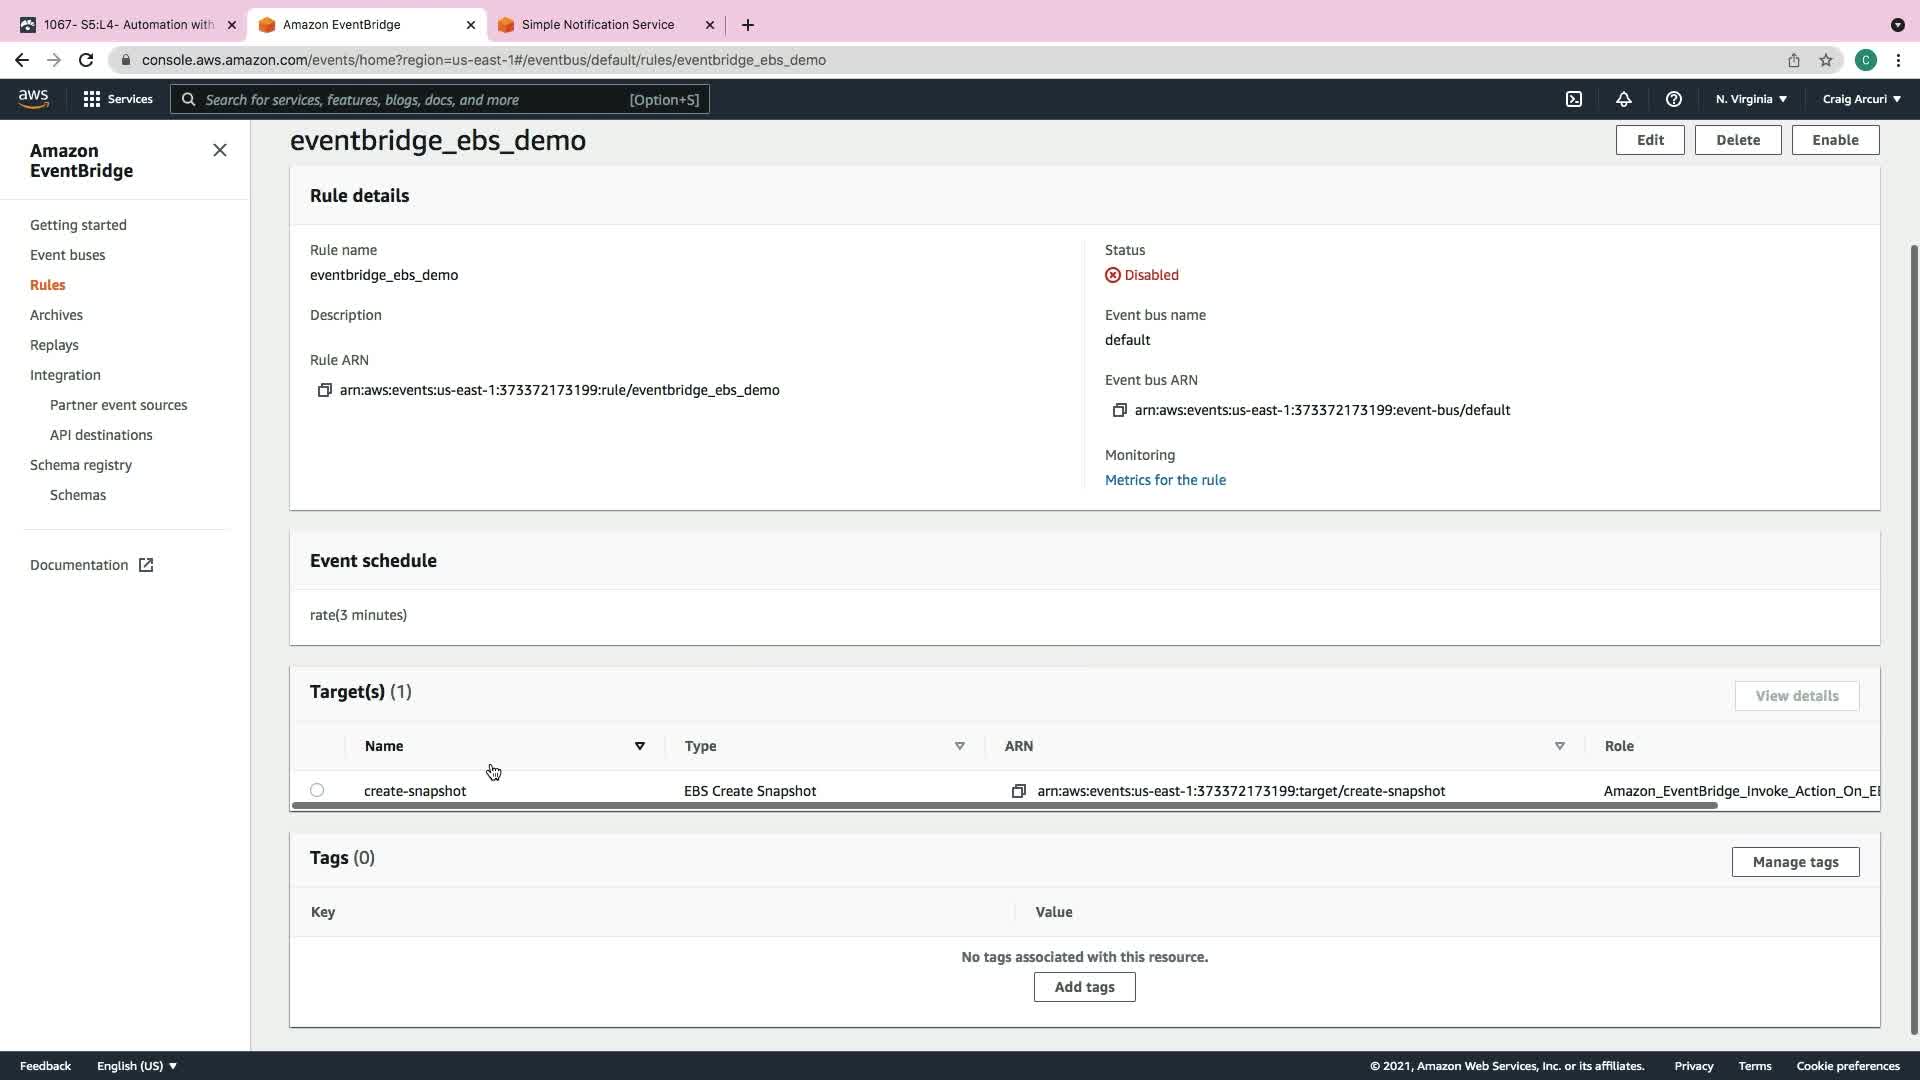 1067- S5:L4- Automation with
Amazon EventBridge
Simple Notification Service
console.aws.amazon.com/events/home?region=us-east-1#/eventbus/default/rules/eventbridge_ebs_demo
C
aws
Services
Search for services, features, blogs, docs, and more
[Option+S]
N. Virginia
Craig Arcuri
Amazon
EventBridge
Getting started
Event buses
Rules
Archives
Replays
Integration
Partner event sources
API destinations
Schema registry
Schemas
Documentation
eventbridge_ebs_demo
Edit
Delete
Enable
Rule details
Rule name
eventbridge_ebs_demo
Description
Rule ARN
arn:aws:events:us-east-1:373372173199:rule/eventbridge_ebs_demo
Status
Disabled
Event bus name
default
Event bus ARN
arn:aws:events:us-east-1:373372173199:event-bus/default
Monitoring
Metrics for the rule
Event schedule
rate(3 minutes)
Target(s) (1)
View details
Name
Type
ARN
Role
create-snapshot
EBS Create Snapshot
arn:aws:events:us-east-1:373372173199:target/create-snapshot
Amazon_EventBridge_Invoke_Action_On_E
Tags (0)
Manage tags
Key
Value
No tags associated with this resource.
Add tags
Feedback
English (US)
© 2021, Amazon Web Services, Inc. or its affiliates.
Privacy
Terms
Cookie preferences